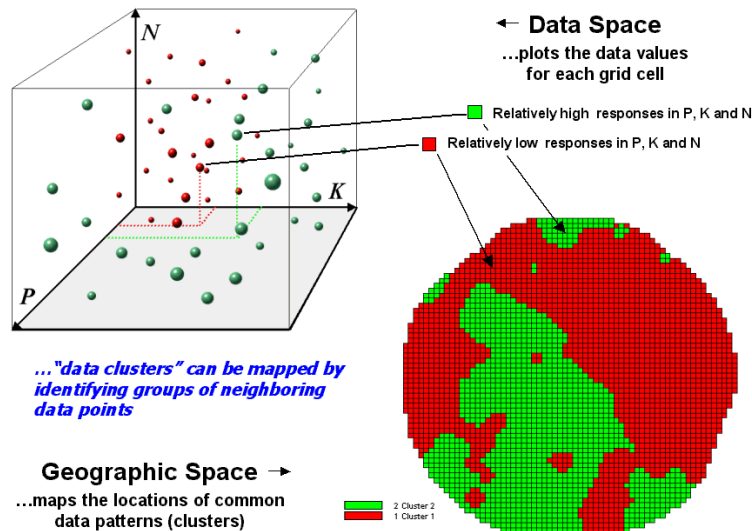 N
K
P
Data Space
...plots the data values
for each grid cell
Relatively high responses in P, K and N
Relatively low responses in P, K and N
..."data clusters" can be mapped by
identifying groups of neighboring
data points
Geographic Space
...maps the locations of common
data patterns (clusters)
2 Cluster 2
1 Cluster 1